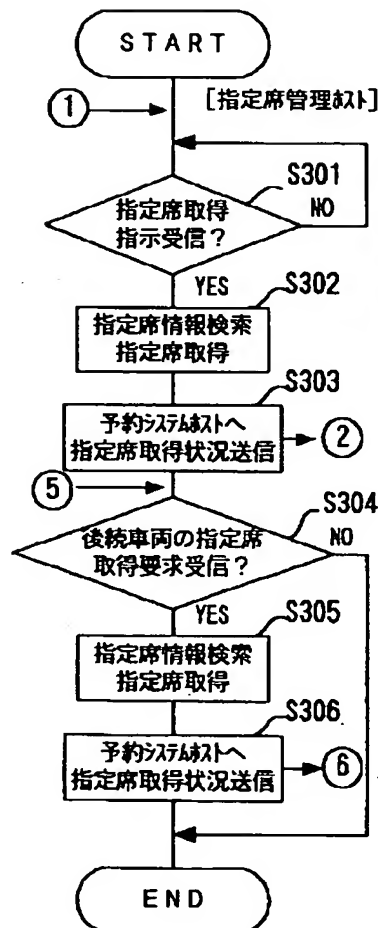 START
①
[指定席管理ﾎｽﾄ]
S301
指定席取得
指示受信?
NO
YES
S302
指定席情報検索
指定席取得
S303
予約ｼｽﾃﾑﾎｽﾄへ
指定席取得状況送信
②
⑤
S304
後続車両の指定席
取得要求受信?
NO
YES
S305
指定席情報検索
指定席取得
S306
予約ｼｽﾃﾑﾎｽﾄへ
指定席取得状況送信
⑥
END